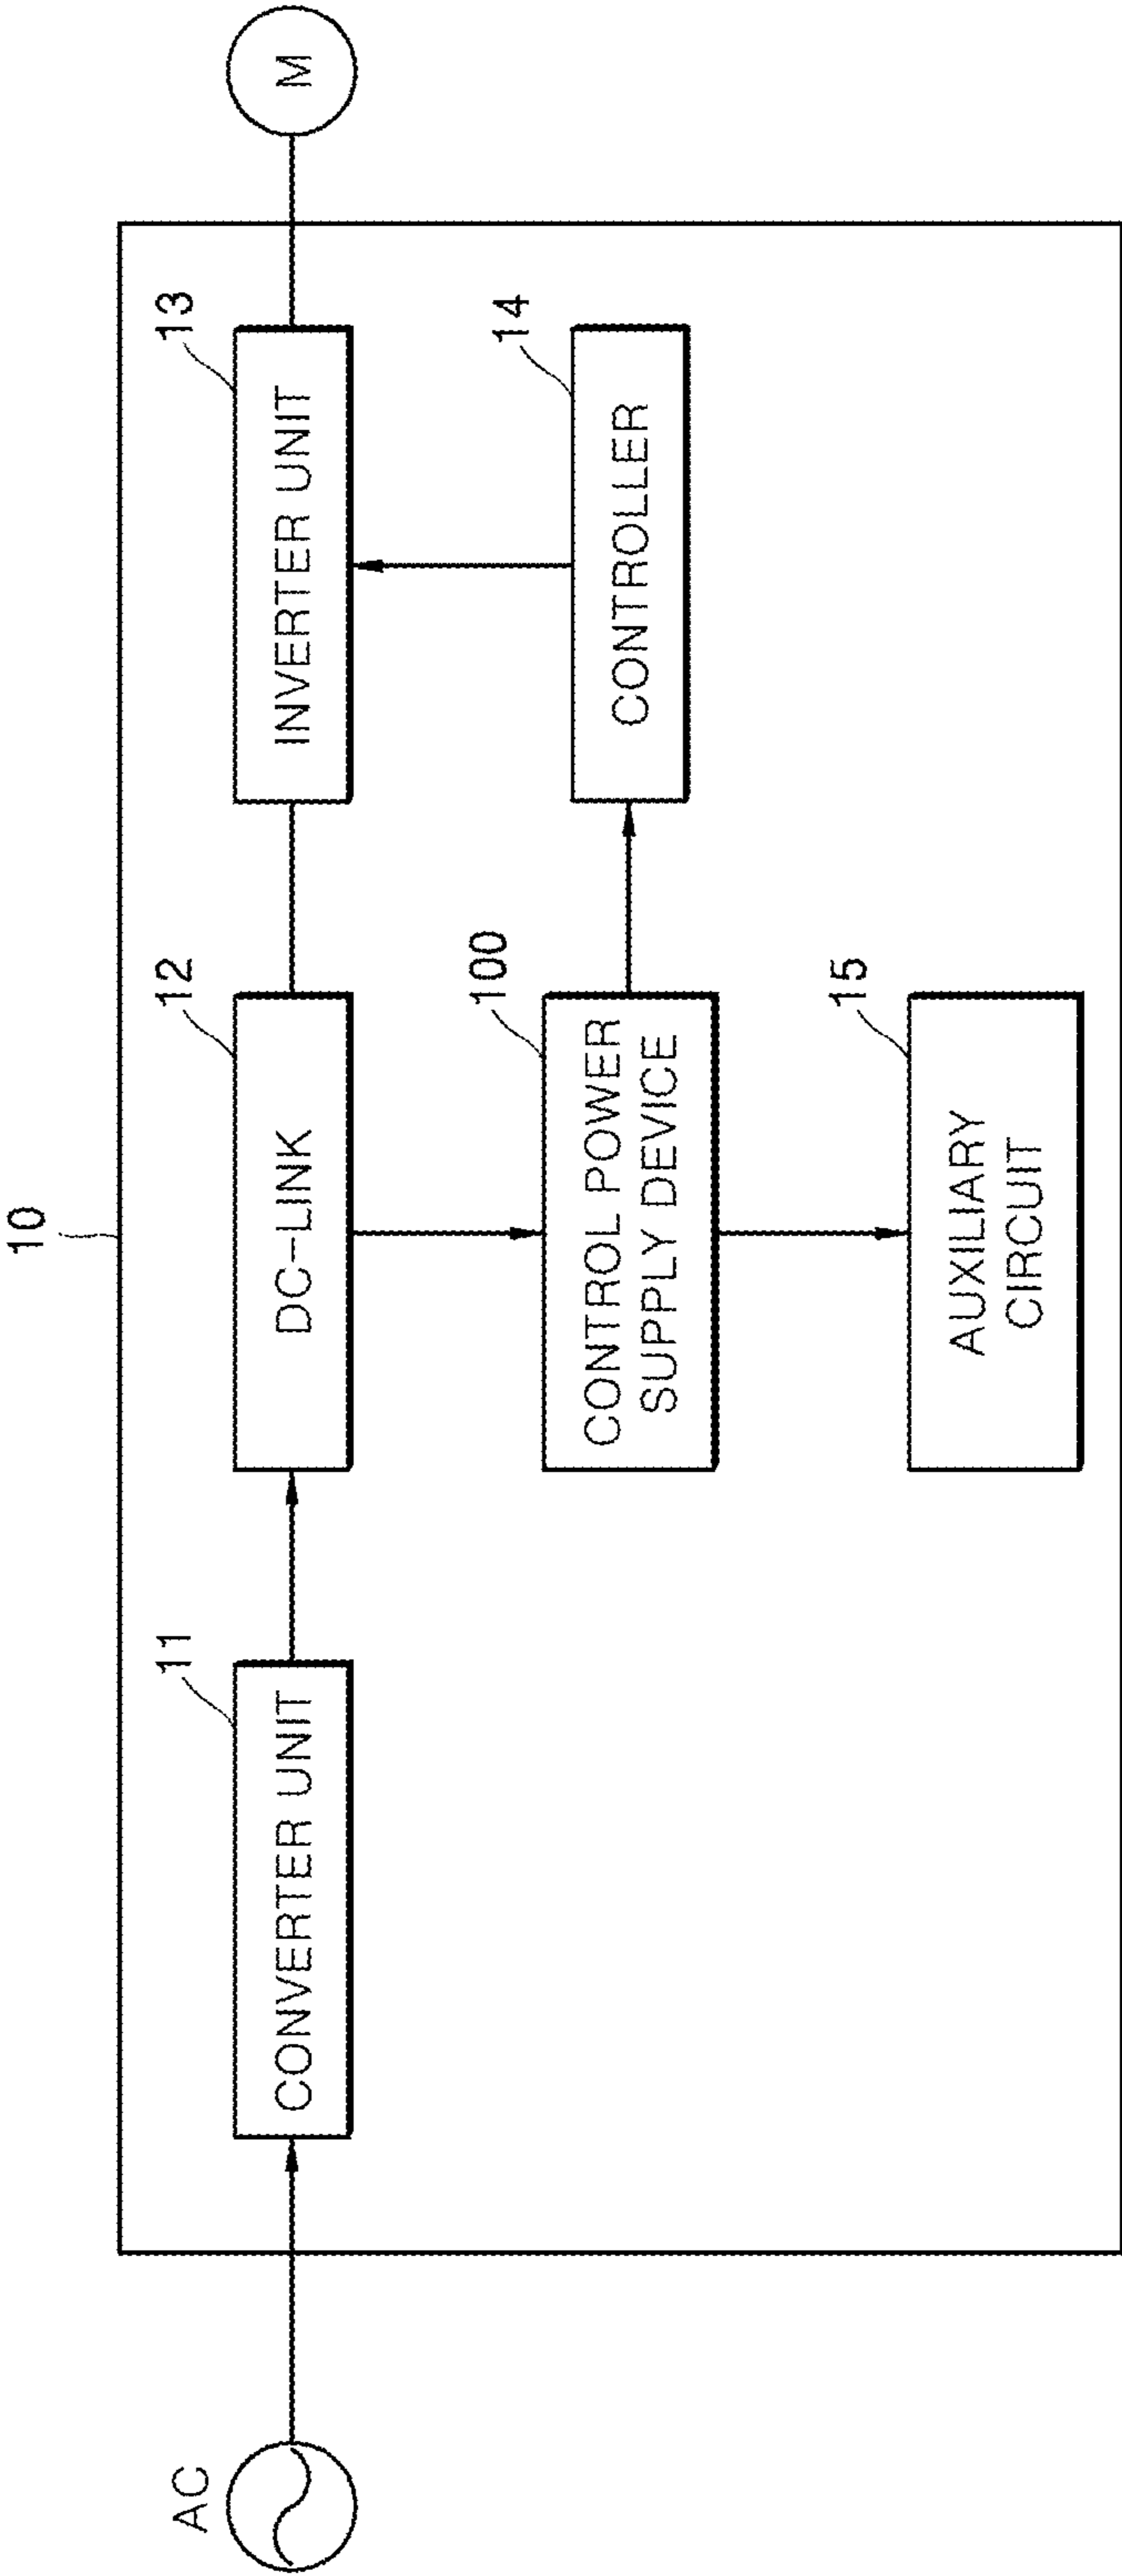 10
AC
11
CONVERTER UNIT
12
DC-LINK
13
INVERTER UNIT
M
100
CONTROL POWER
SUPPLY DEVICE
14
CONTROLLER
15
AUXILIARY
CIRCUIT